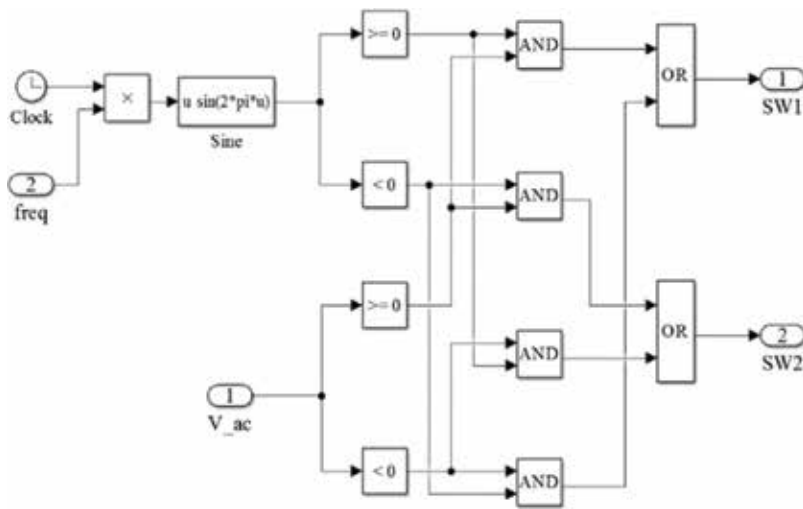 >= 0
AND
OR
1
SW1
Clock
×
u sin(2*pi*u)
Sine
2
freq
< 0
AND
>= 0
AND
OR
2
SW2
1
V_ac
< 0
AND